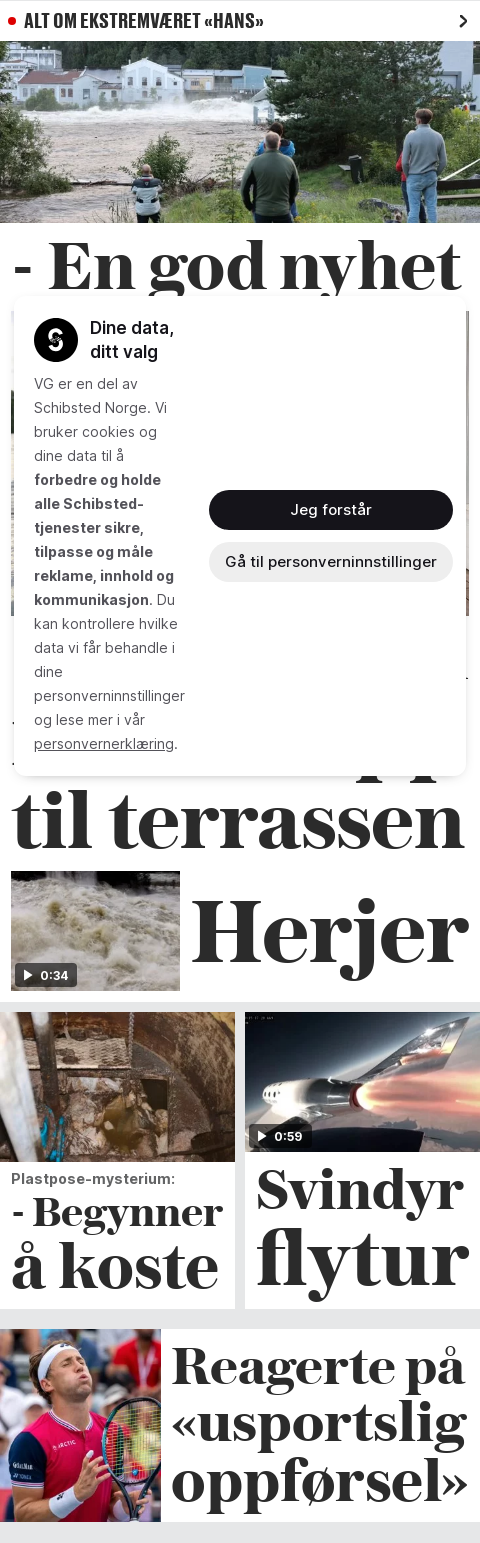 ALT OM EKSTREMVÆRET «HANS»
- En god nyhet
Dine data,
ditt valg
VG er en del av
Schibsted Norge. Vi
bruker cookies og
dine data til å
forbedre og holde
alle Schibsted-
tjenester sikre,
tilpasse og måle
reklame, innhold og
kommunikasjon. Du
kan kontrollere hvilke
data vi får behandle i
dine
personverninnstillinger
og lese mer i vår
personvernerklæring.
Jeg forstår
Gå til personverninnstillinger
til terrassen
Herjer
0:34
0:59
Plastpose-mysterium:
- Begynner
å koste
Svindyr
flytur
Reagerte på
«usportslig
oppførsel»